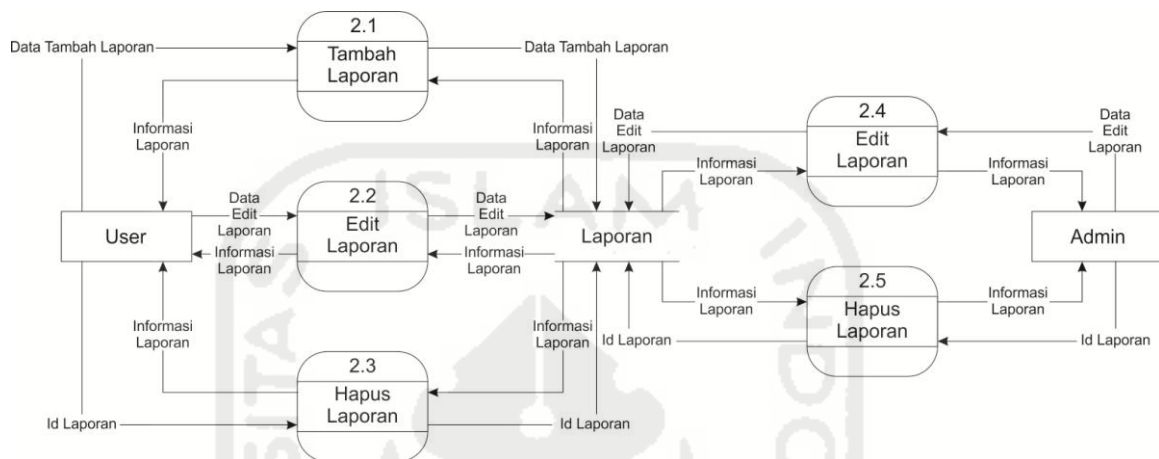 2.1
Tambah
Laporan
Data Tambah Laporan
Data Tambah Laporan
Informasi
Laporan
Informasi
Laporan
Data
Edit
Laporan
2.4
Edit
Laporan
Data
Edit
Laporan
Informasi
Laporan
Informasi
Laporan
User
Data
Edit
Laporan
Informasi
Laporan
2.2
Edit
Laporan
Data
Edit
Laporan
Informasi
Laporan
Laporan
Admin
Informasi
Laporan
Informasi
Laporan
Informasi
Laporan
2.5
Hapus
Laporan
Informasi
Laporan
Id Laporan
Id Laporan
2.3
Hapus
Laporan
Id Laporan
Id Laporan
ISLAM